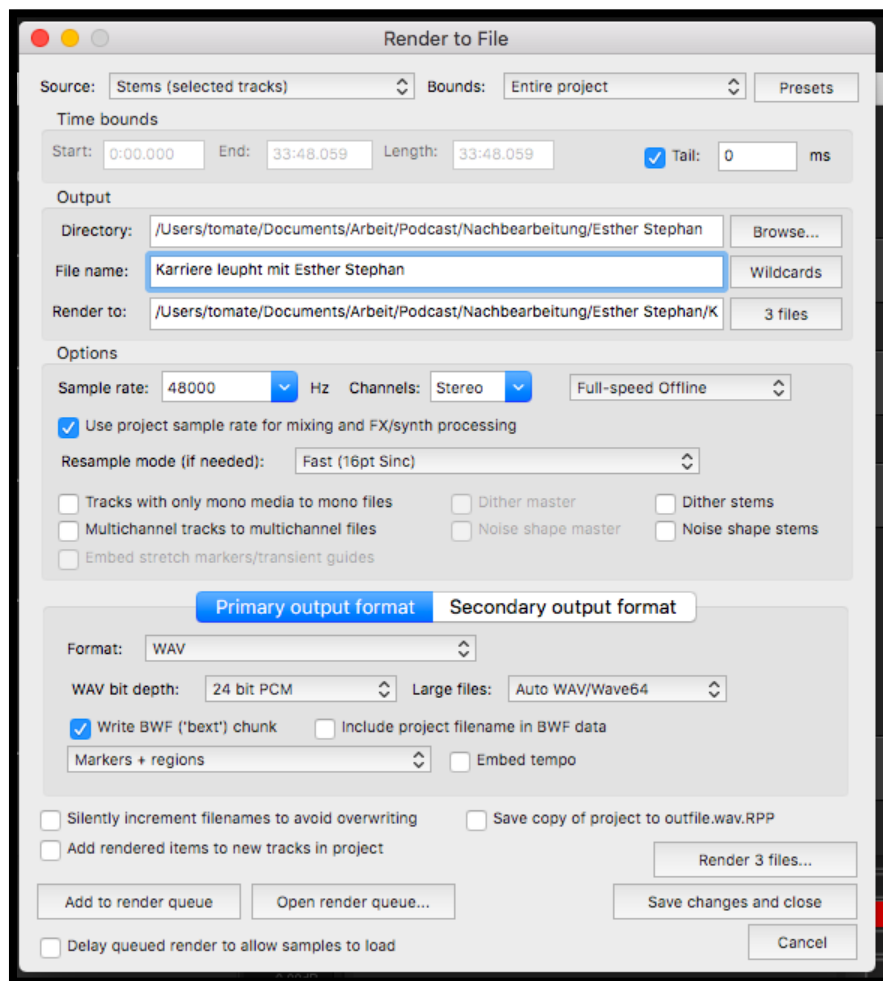 Render to File
Source: Stems (selected tracks) Bounds: Entire project Presets
Time bounds
Start: 0:00.000 End: 33:48.059 Length: 33:48.059 Tail: 0 ms
Output
Directory: /Users/tomate/Documents/Arbeit/Podcast/Nachbearbeitung/Esther Stephan Browse...
File name: Karriere leupht mit Esther Stephan Wildcards
Render to: /Users/tomate/Documents/Arbeit/Podcast/Nachbearbeitung/Esther Stephan/K 3 files
Options
Sample rate: 48000 Hz Channels: Stereo Full-speed Offline
Use project sample rate for mixing and FX/synth processing
Resample mode (if needed): Fast (16pt Sinc)
Tracks with only mono media to mono files Dither master Dither stems
Multichannel tracks to multichannel files Noise shape master Noise shape stems
Embed stretch markers/transient guides
Primary output format Secondary output format
Format: WAV
WAV bit depth: 24 bit PCM Large files: Auto WAV/Wave64
Write BWF ('bext') chunk Include project filename in BWF data
Markers + regions Embed tempo
Silently increment filenames to avoid overwriting Save copy of project to outfile.wav.RPP
Add rendered items to new tracks in project
Render 3 files...
Add to render queue Open render queue... Save changes and close
Delay queued render to allow samples to load Cancel